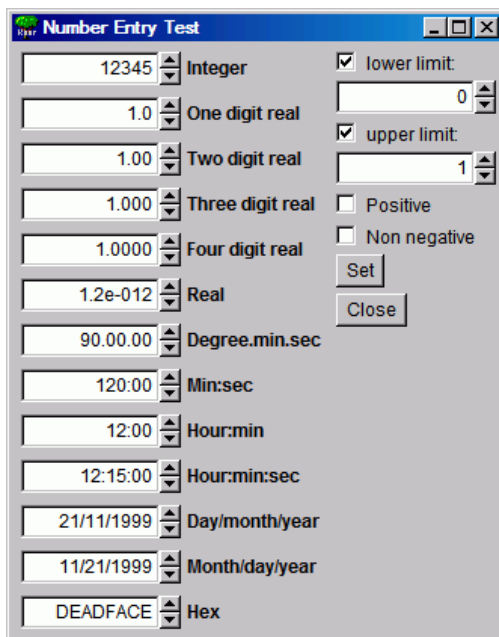 Number Entry Test
12345 Integer
1.0 One digit real
1.00 Two digit real
1.000 Three digit real
1.0000 Four digit real
1.2e-012 Real
90.00.00 Degree.min.sec
120:00 Min:sec
12:00 Hour:min
12:15:00 Hour:min:sec
21/11/1999 Day/month/year
11/21/1999 Month/day/year
DEADFACE Hex
lower limit:
0
upper limit:
1
Positive
Non negative
Set
Close